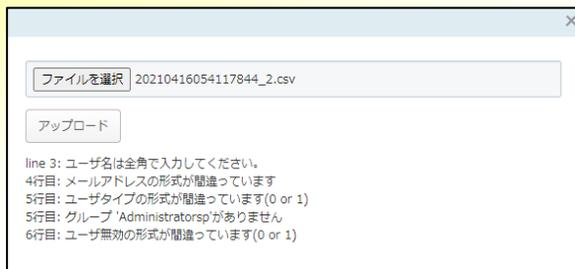 ×
ファイルを選択 20210416054117844_2.csv
アップロード
line 3: ユーザ名は全角で入力してください。
4行目: メールアドレスの形式が間違っています
5行目: ユーザタイプの形式が間違っています(0 or 1)
5行目: グループ 'Administratorsp'がありません
6行目: ユーザ無効の形式が間違っています(0 or 1)